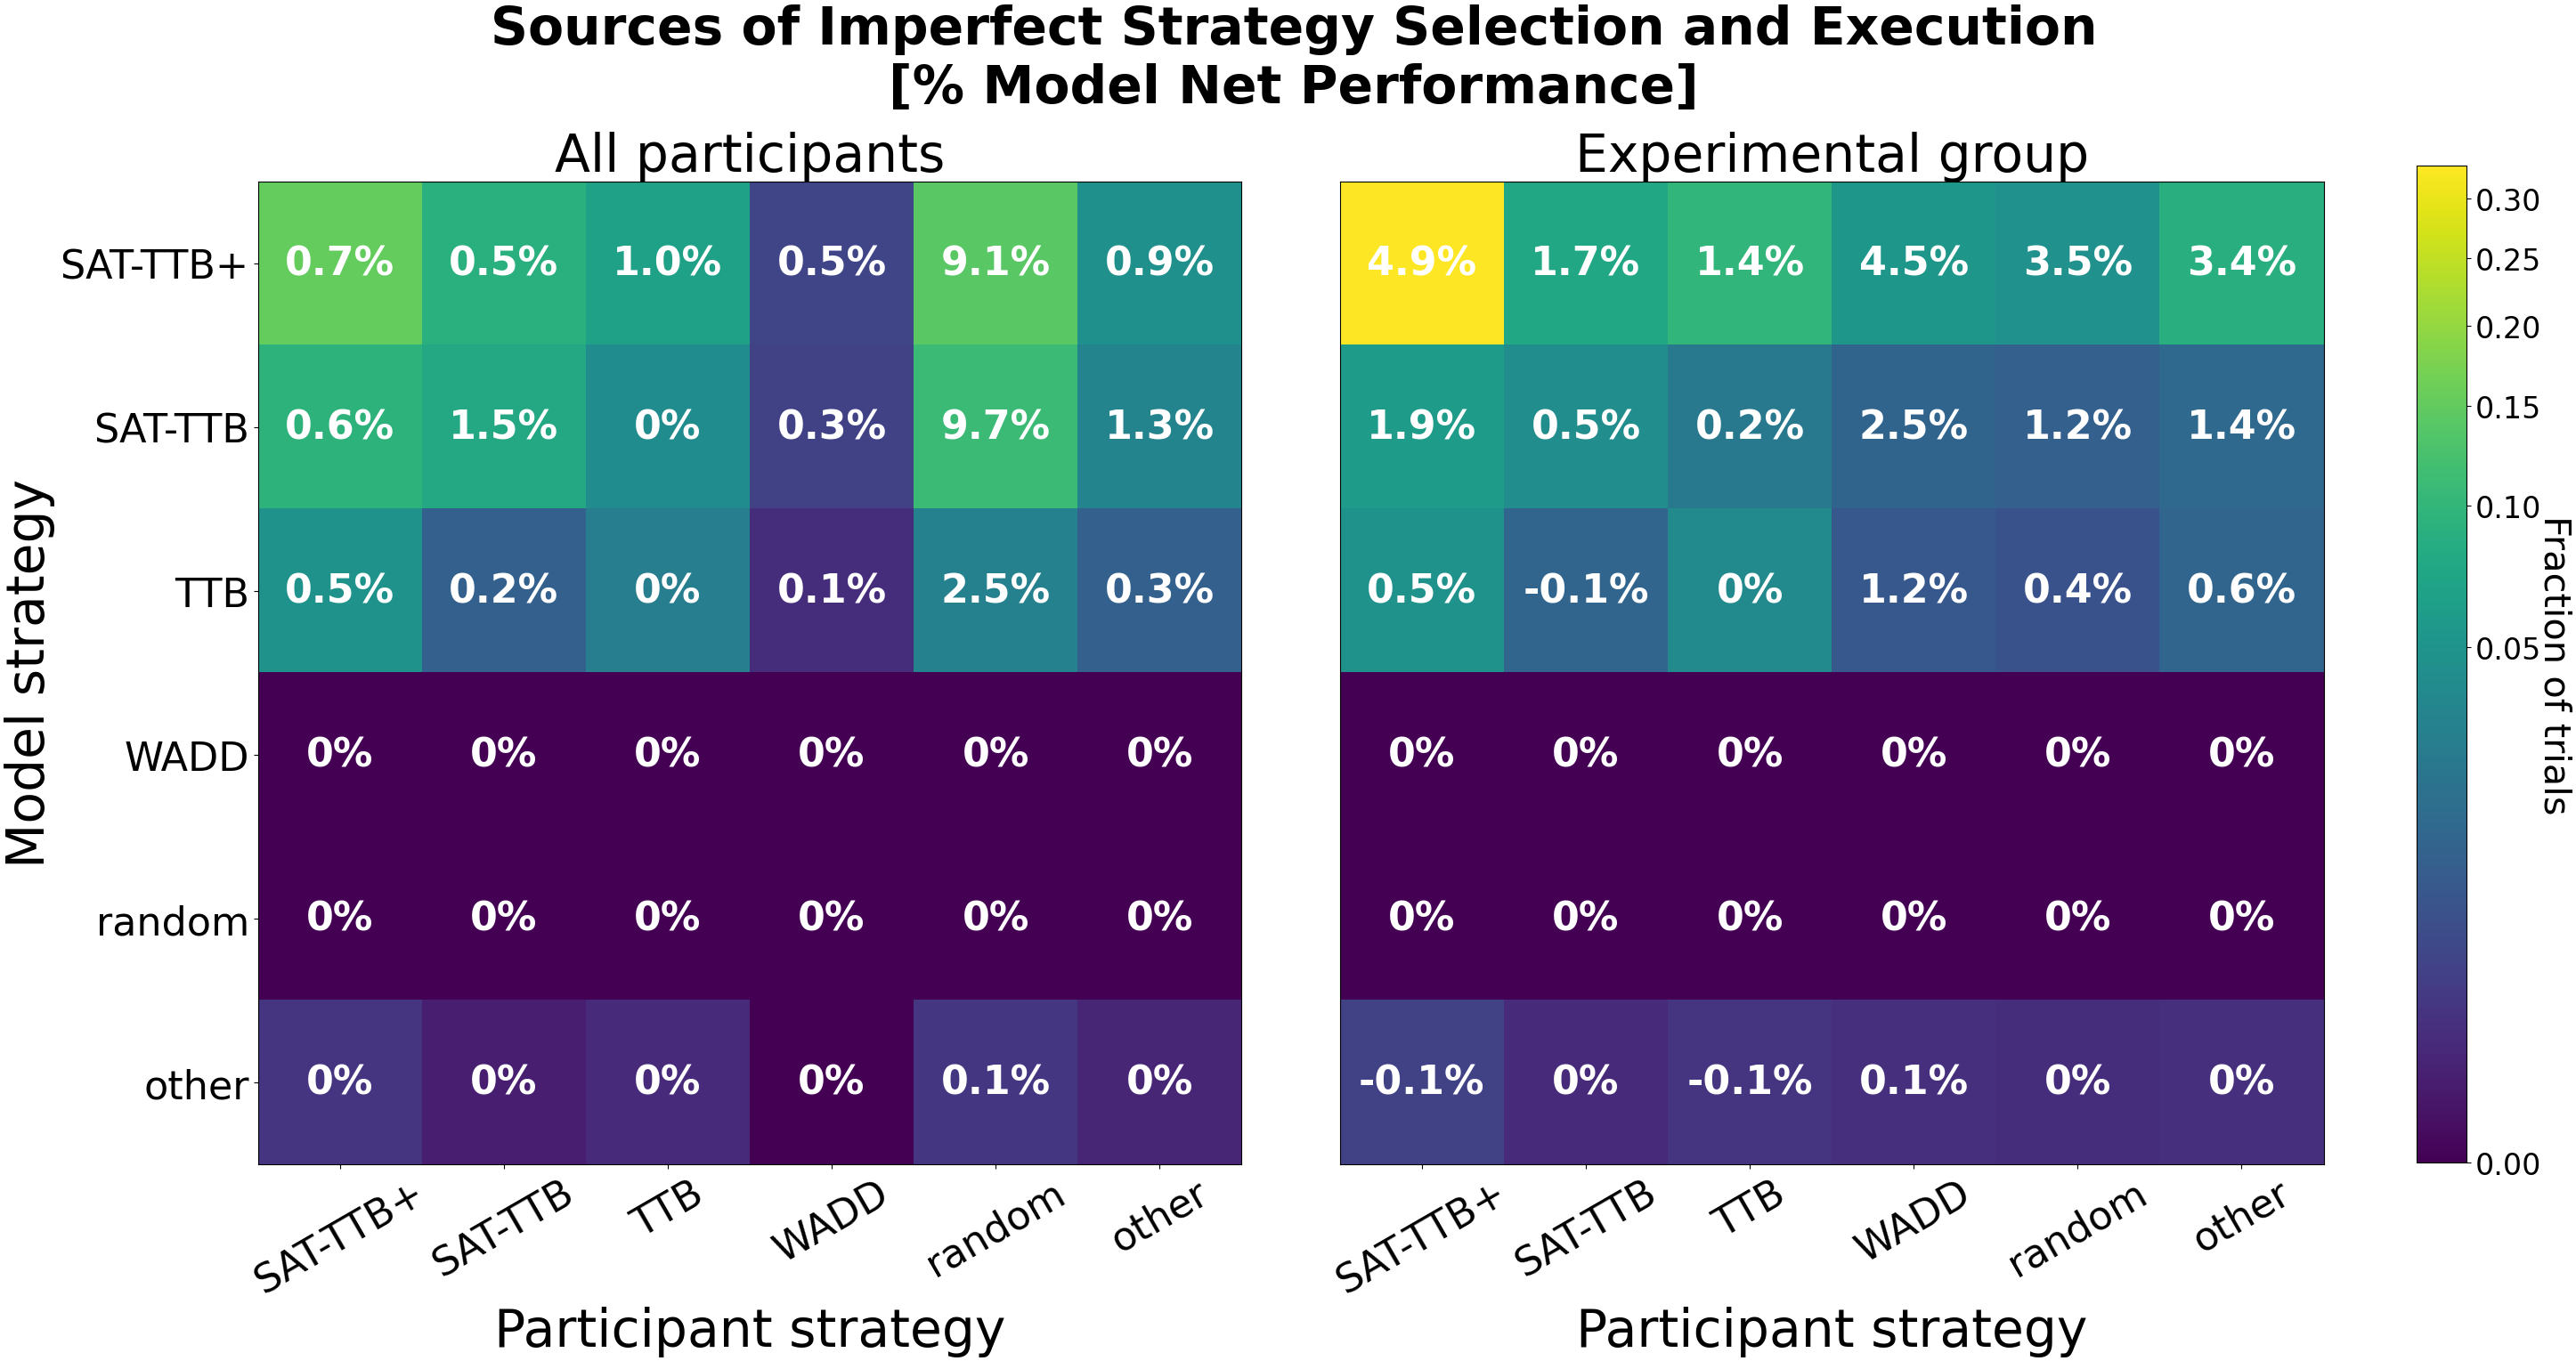 Sources of Imperfect Strategy Selection and Execution
[% Model Net Performance]
All participants
Experimental group
Model strategy
SAT-TTB+ 0.7% 0.5% 1.0% 0.5% 9.1% 0.9% 4.9% 1.7% 1.4% 4.5% 3.5% 3.4%
SAT-TTB 0.6% 1.5% 0% 0.3% 9.7% 1.3% 1.9% 0.5% 0.2% 2.5% 1.2% 1.4%
TTB 0.5% 0.2% 0% 0.1% 2.5% 0.3% 0.5% -0.1% 0% 1.2% 0.4% 0.6%
WADD 0% 0% 0% 0% 0% 0% 0% 0% 0% 0% 0% 0%
random 0% 0% 0% 0% 0% 0% 0% 0% 0% 0% 0% 0%
other 0% 0% 0% 0% 0.1% 0% -0.1% 0% -0.1% 0.1% 0% 0%
SAT-TTB+ SAT-TTB TTB WADD random other
SAT-TTB+ SAT-TTB TTB WADD random other
Participant strategy
Participant strategy
0.30
0.25
0.20
0.15
0.10
0.05
0.00
Fraction of trials